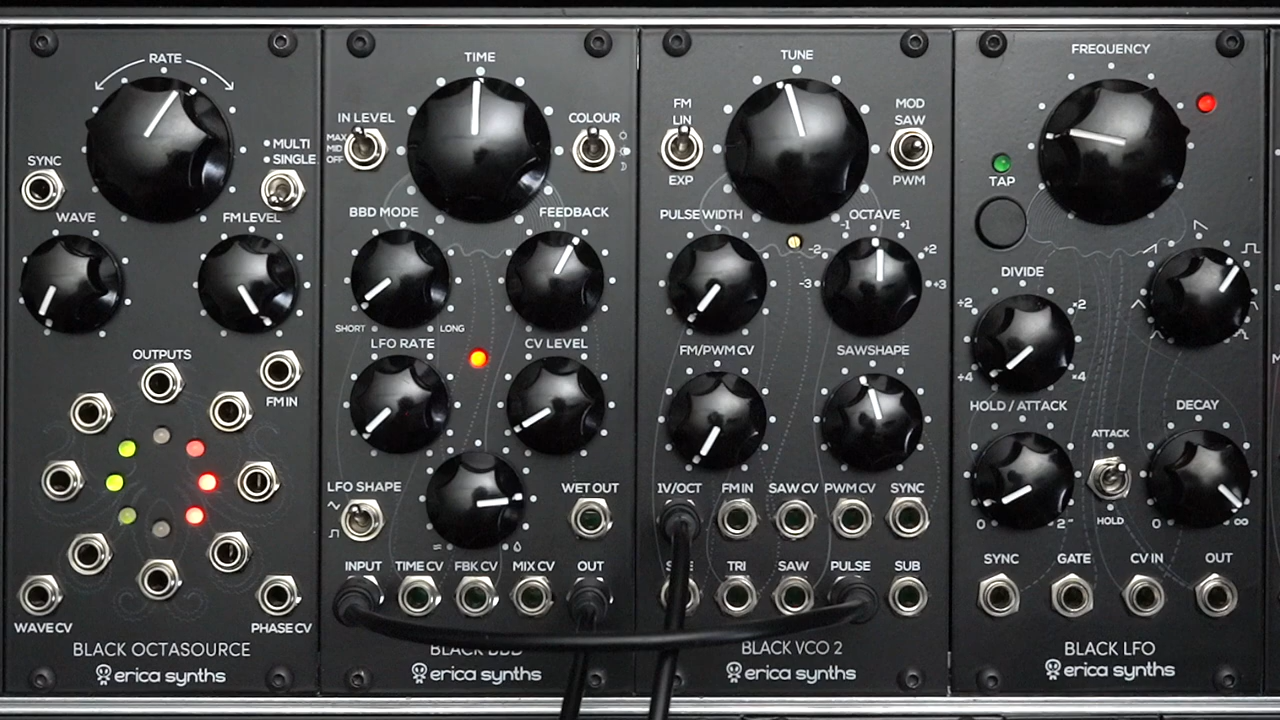 RATE
MULTI
SINGLE
SYNC
WAVE
FM LEVEL
OUTPUTS
FM IN
WAVE CV
PHASE CV
BLACK OCTASOURCE
erica synths
TIME
IN LEVEL
MAX
MID
OFF
COLOUR
BBD MODE
FEEDBACK
SHORT
LONG
LFO RATE
CV LEVEL
LFO SHAPE
WET OUT
INPUT
TIME CV
FBK CV
MIX CV
OUT
BLACK BBD
erica synths
TUNE
FM
LIN
EXP
MOD
SAW
PWM
PULSE WIDTH
OCTAVE
-1
+1
-2
+2
-3
+3
FM/PWM CV
SAW SHAPE
1V/OCT
FM IN
SAW CV
PWM CV
SYNC
TRI
SAW
PULSE
SUB
BLACK VCO 2
erica synths
FREQUENCY
TAP
DIVIDE
÷2
×2
÷4
×4
HOLD / ATTACK
DECAY
ATTACK
HOLD
0
2"
0
∞
SYNC
GATE
CV IN
OUT
BLACK LFO
erica synths